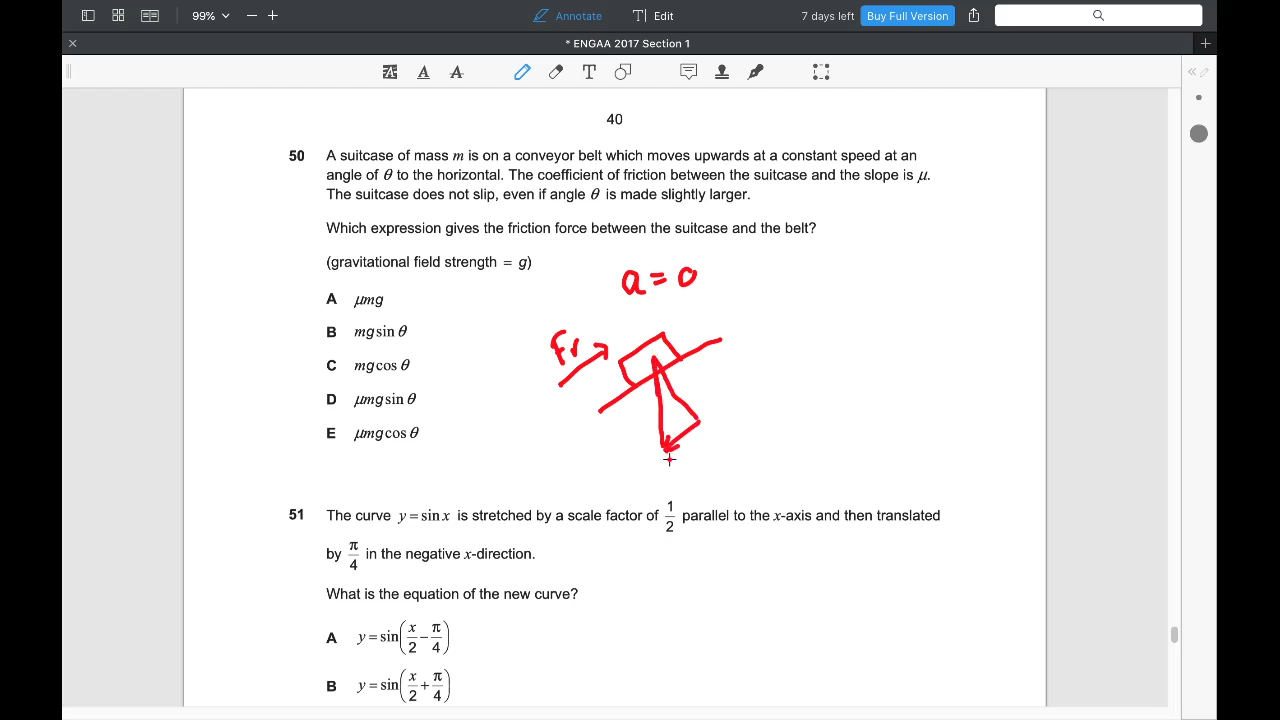 99%
Annotate
Edit
7 days left
Buy Full Version
* ENGAA 2017 Section 1
40
50 A suitcase of mass m is on a conveyor belt which moves upwards at a constant speed at an
angle of θ to the horizontal. The coefficient of friction between the suitcase and the slope is μ.
The suitcase does not slip, even if angle θ is made slightly larger.
Which expression gives the friction force between the suitcase and the belt?
(gravitational field strength = g)
a = 0
A μmg
B mg sin θ
Fr
C mg cos θ
D μmg sin θ
E μmg cos θ
51 The curve y = sin x is stretched by a scale factor of 1/2 parallel to the x-axis and then translated
by π/4 in the negative x-direction.
What is the equation of the new curve?
A y = sin(x/2 − π/4)
B y = sin(x/2 + π/4)